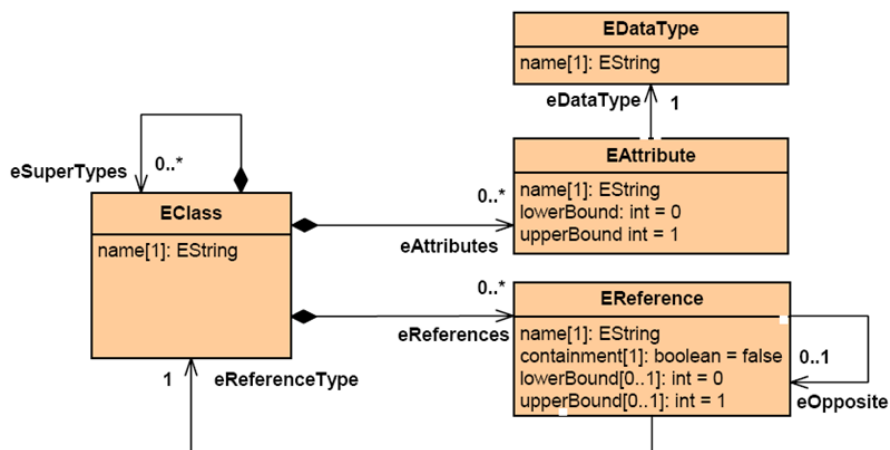 EDataType
name[1]: EString
eDataType 1
eSuperTypes 0..*
EAttribute
name[1]: EString
lowerBound: int = 0
upperBound int = 1
EClass
name[1]: EString
0..*
eAttributes
0..*
eReferences
EReference
name[1]: EString
containment[1]: boolean = false
lowerBound[0..1]: int = 0
upperBound[0..1]: int = 1
0..1
eOpposite
1 eReferenceType